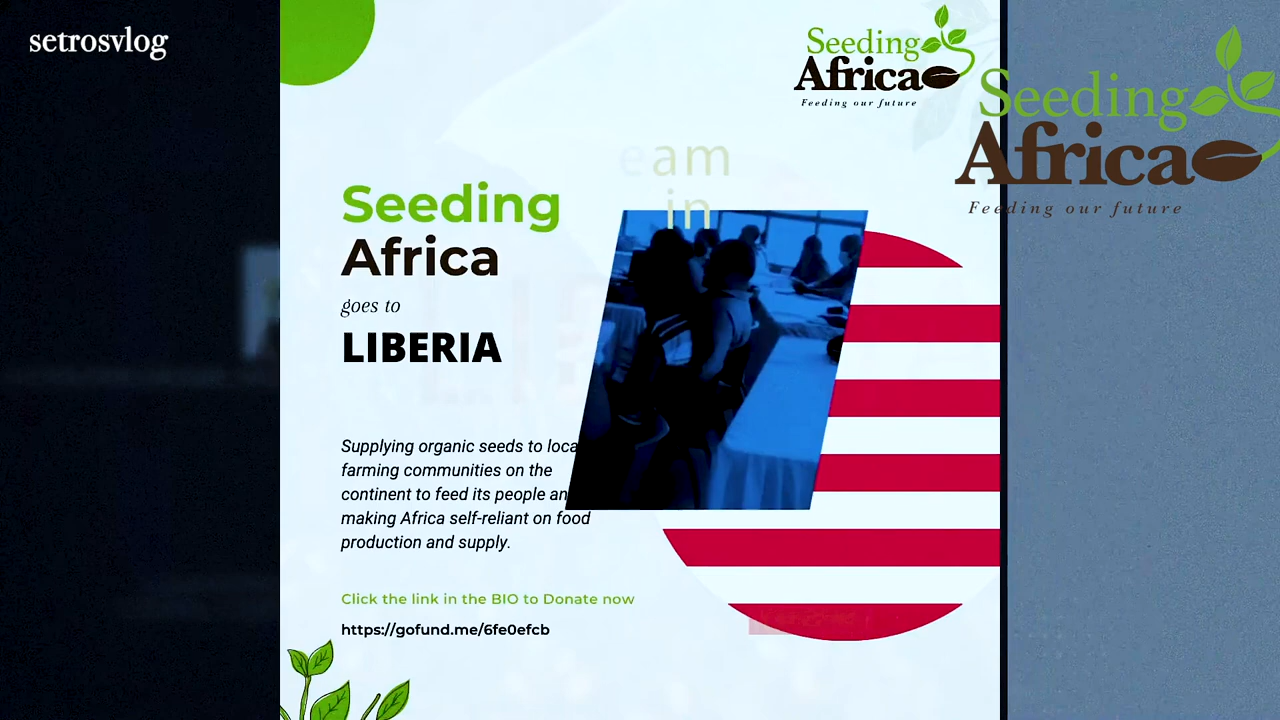 setrosvlog
Seeding
Africa
Feeding our future
Seeding
Africa
Feeding our future
eam
in
Seeding
Africa
goes to
LIBERIA
Supplying organic seeds to loca
farming communities on the
continent to feed its people an
making Africa self-reliant on food
production and supply.
Click the link in the BIO to Donate now
https://gofund.me/6fe0efcb